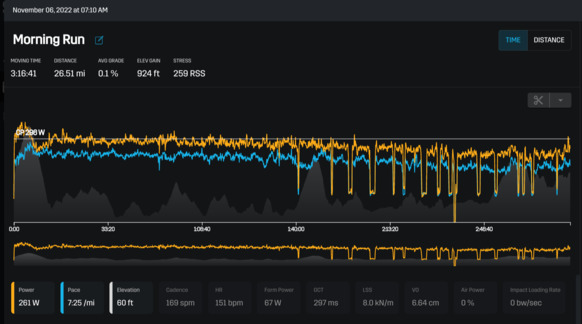 November 06, 2022 at 07:10 AM
Morning Run
TIME DISTANCE
MOVING TIME DISTANCE AVG GRADE ELEV GAIN STRESS
3:16:41 26.51 mi 0.1 % 924 ft 259 RSS
CP 298 W
0:00 33:20 1:06:40 1:40:00 2:13:20 2:46:40
Power Pace Elevation Cadence HR Form Power GCT LSS VO Air Power Impact Loading Rate
261 W 7:25 /mi 60 ft 169 spm 151 bpm 67 W 297 ms 8.0 kN/m 6.64 cm 0 % 0 bw/sec